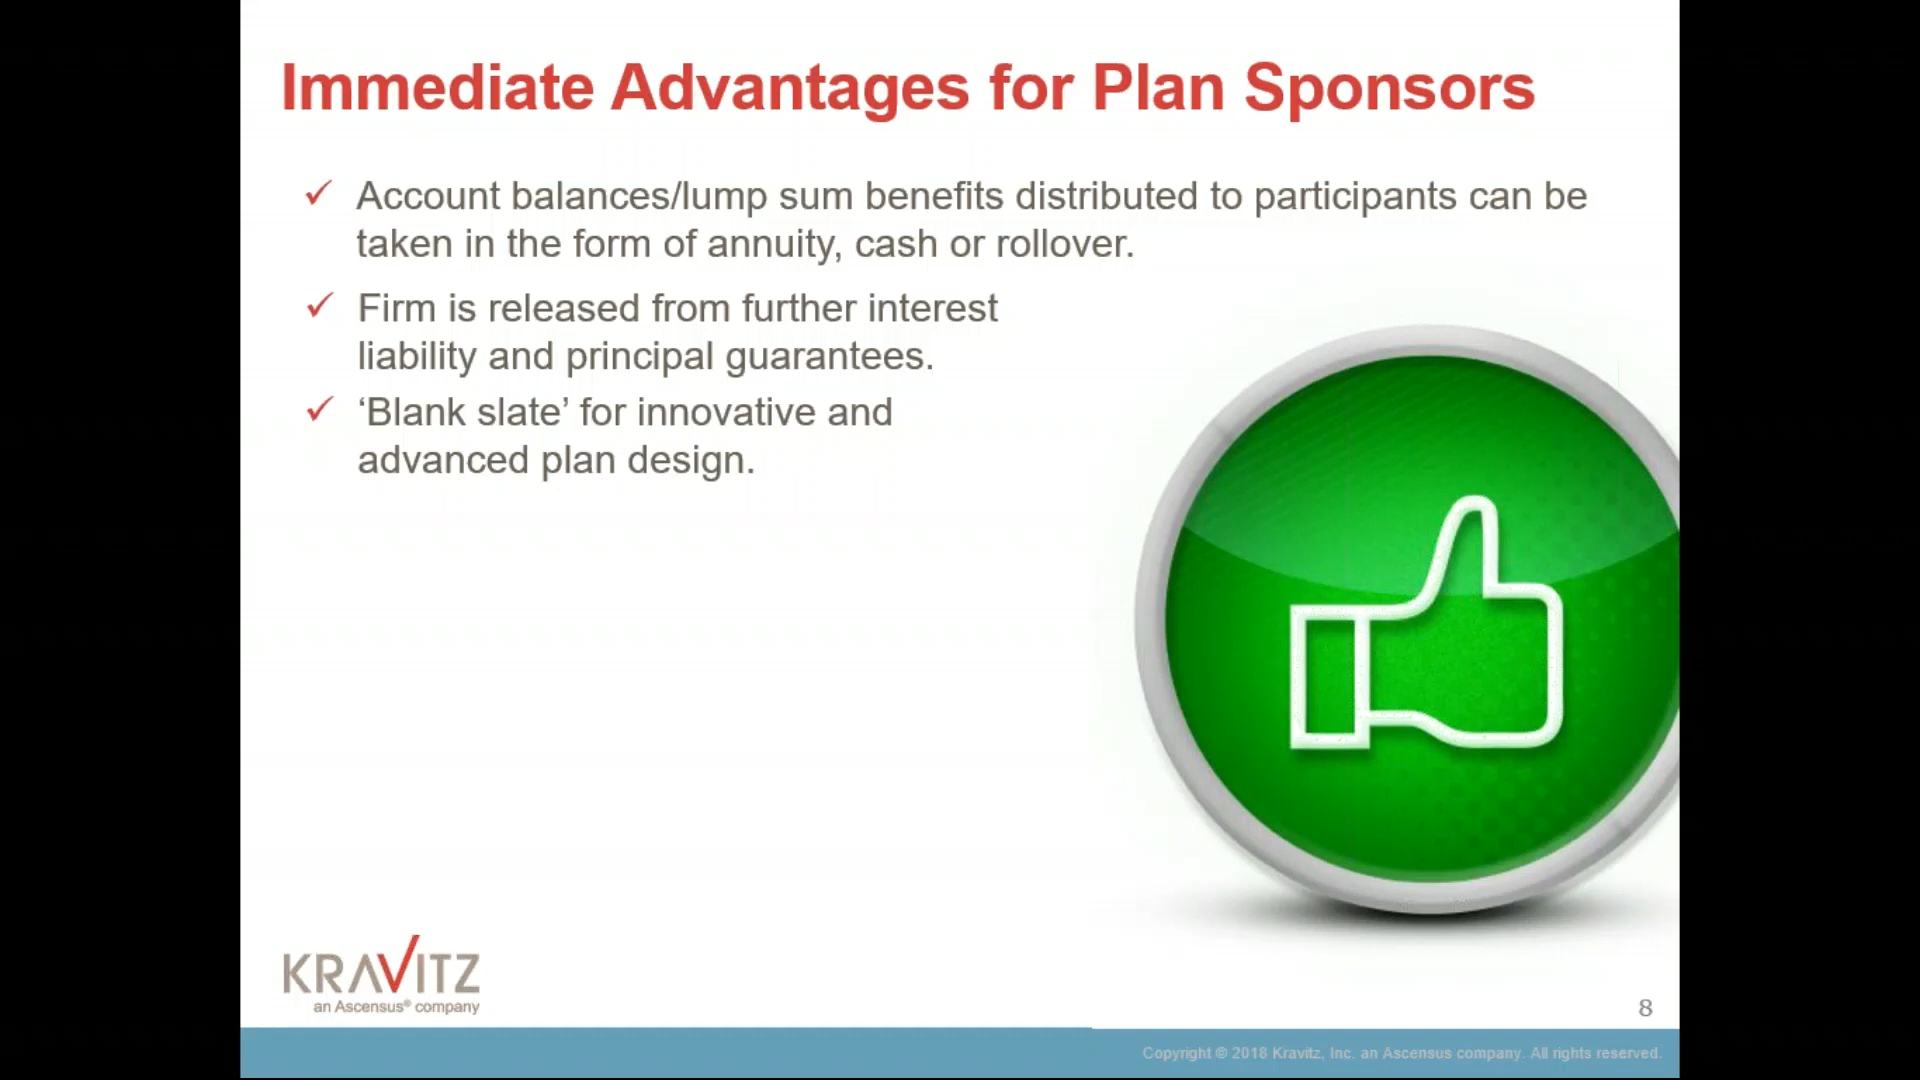 Immediate Advantages for Plan Sponsors
Account balances/lump sum benefits distributed to participants can be
taken in the form of annuity, cash or rollover.
Firm is released from further interest
liability and principal guarantees.
‘Blank slate’ for innovative and
advanced plan design.
KRAVITZ
an Ascensus® company
8
Copyright © 2018 Kravitz, Inc. an Ascensus company. All rights reserved.